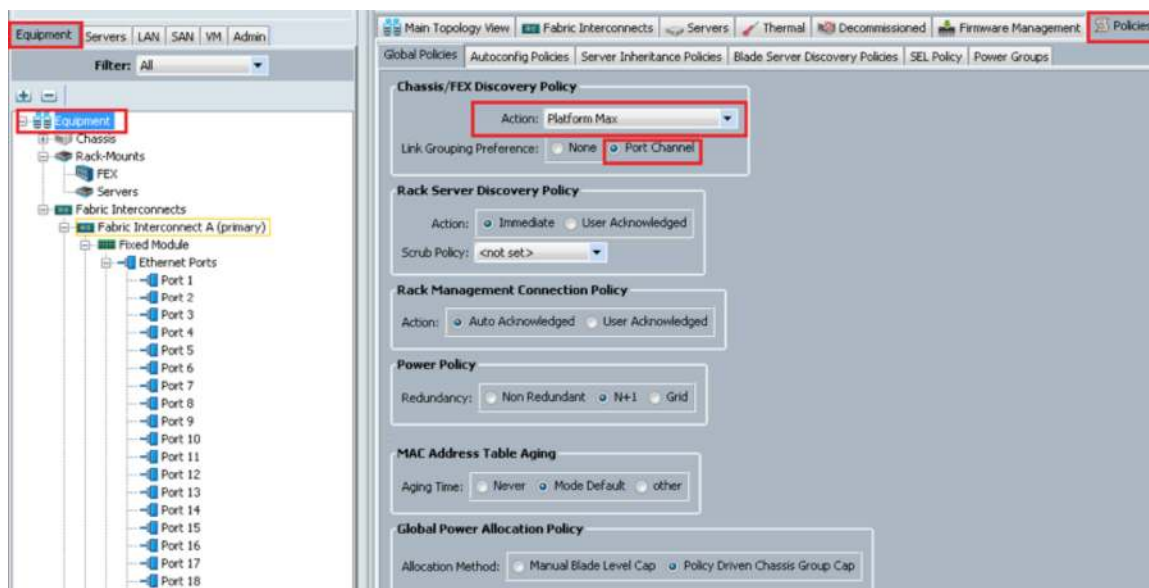 Equipment Servers LAN SAN VM Admin
Filter: All
Equipment
Chassis
Rack-Mounts
FEX
Servers
Fabric Interconnects
Fabric Interconnect A (primary)
Fixed Module
Ethernet Ports
Port 1
Port 2
Port 3
Port 4
Port 5
Port 6
Port 7
Port 8
Port 9
Port 10
Port 11
Port 12
Port 13
Port 14
Port 15
Port 16
Port 17
Port 18
Main Topology View Fabric Interconnects Servers Thermal Decommissioned Firmware Management Policies
Global Policies Autoconfig Policies Server Inheritance Policies Blade Server Discovery Policies SEL Policy Power Groups
Chassis/FEX Discovery Policy
Action: Platform Max
Link Grouping Preference: None Port Channel
Rack Server Discovery Policy
Action: Immediate User Acknowledged
Scrub Policy: <not set>
Rack Management Connection Policy
Action: Auto Acknowledged User Acknowledged
Power Policy
Redundancy: Non Redundant N+1 Grid
MAC Address Table Aging
Aging Time: Never Mode Default other
Global Power Allocation Policy
Allocation Method: Manual Blade Level Cap Policy Driven Chassis Group Cap